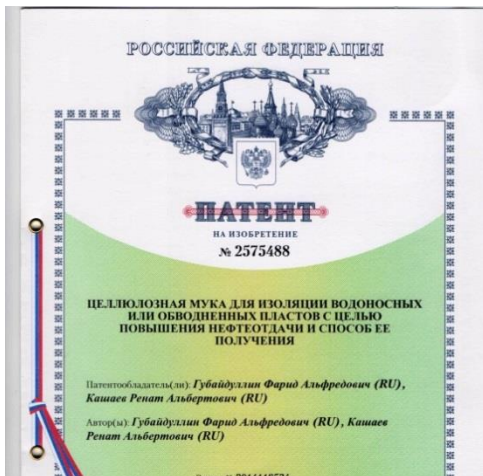 РОССИЙСКАЯ ФЕДЕРАЦИЯ
ПАТЕНТ
НА ИЗОБРЕТЕНИЕ
№ 2575488
ЦЕЛЛЮЛОЗНАЯ МУКА ДЛЯ ИЗОЛЯЦИИ ВОДОНОСНЫХ
ИЛИ ОБВОДНЕННЫХ ПЛАСТОВ С ЦЕЛЬЮ
ПОВЫШЕНИЯ НЕФТЕОТДАЧИ И СПОСОБ ЕЕ
ПОЛУЧЕНИЯ
Патентообладатель(ли): Губайдуллин Фарид Альфредович (RU),
Кашаев Ренат Альбертович (RU)
Автор(ы): Губайдуллин Фарид Альфредович (RU), Кашаев
Ренат Альбертович (RU)